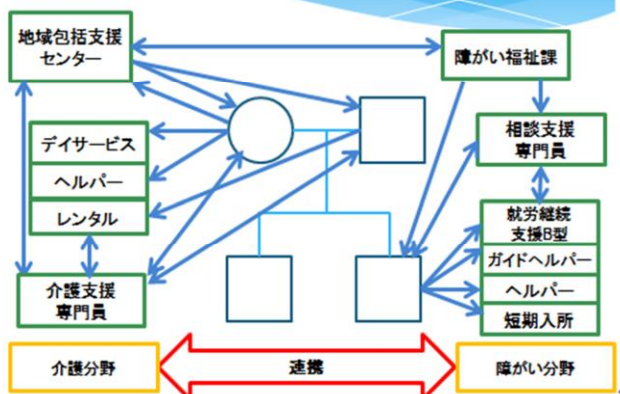 地域包括支援
センター
障がい福祉課
相談支援
専門員
デイサービス
ヘルパー
レンタル
就労継続
支援B型
ガイドヘルパー
ヘルパー
短期入所
介護支援
専門員
介護分野
連携
障がい分野